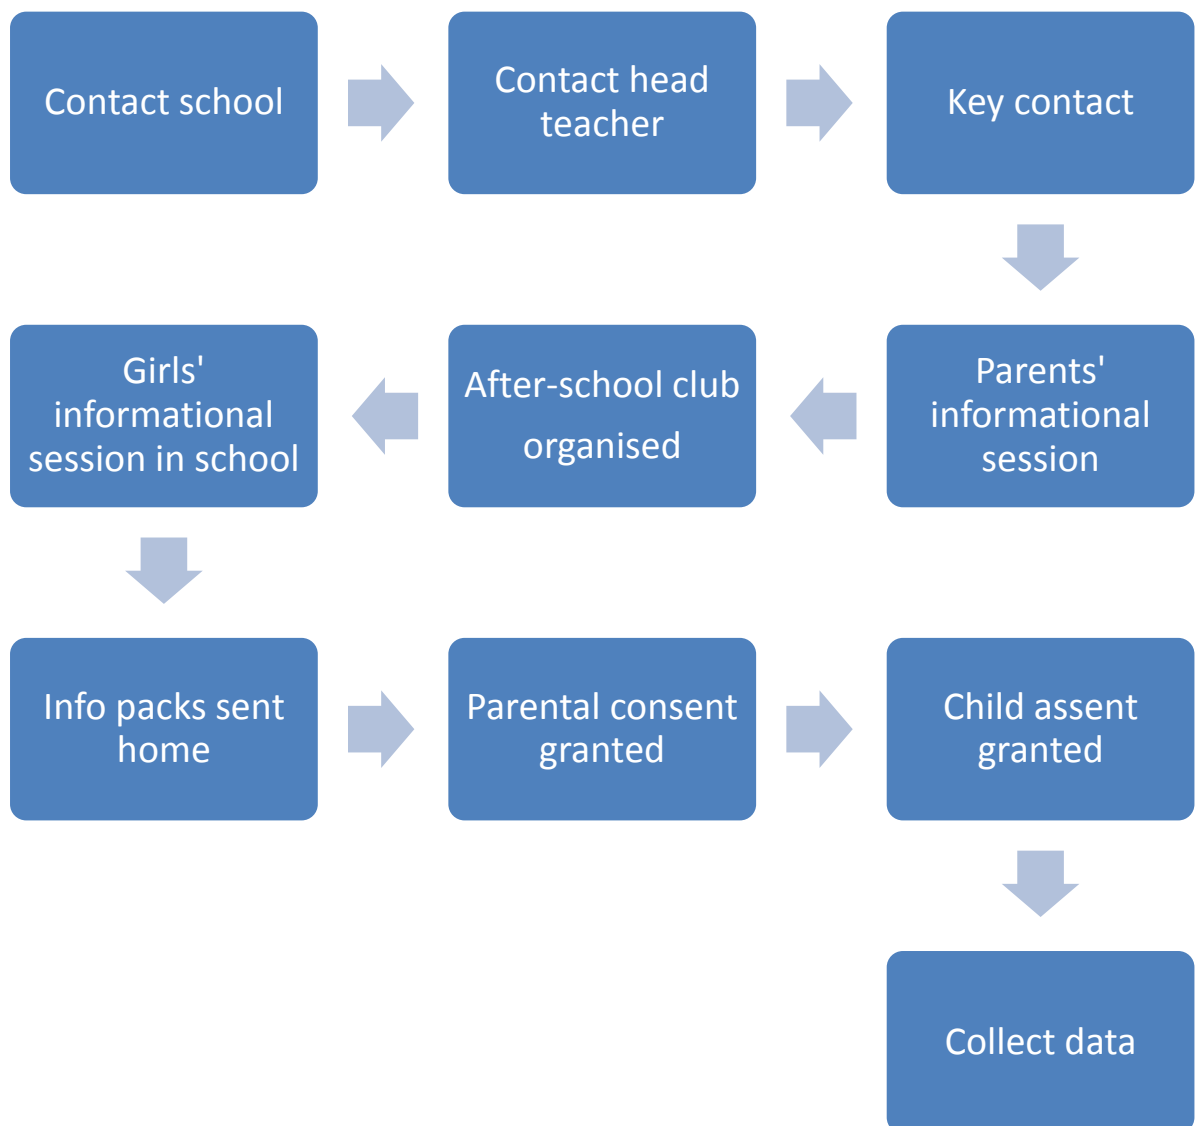 Contact school
Contact head
teacher
Key contact
Parents'
informational
session
After-school club
organised
Girls'
informational
session in school
Info packs sent
home
Parental consent
granted
Child assent
granted
Collect data